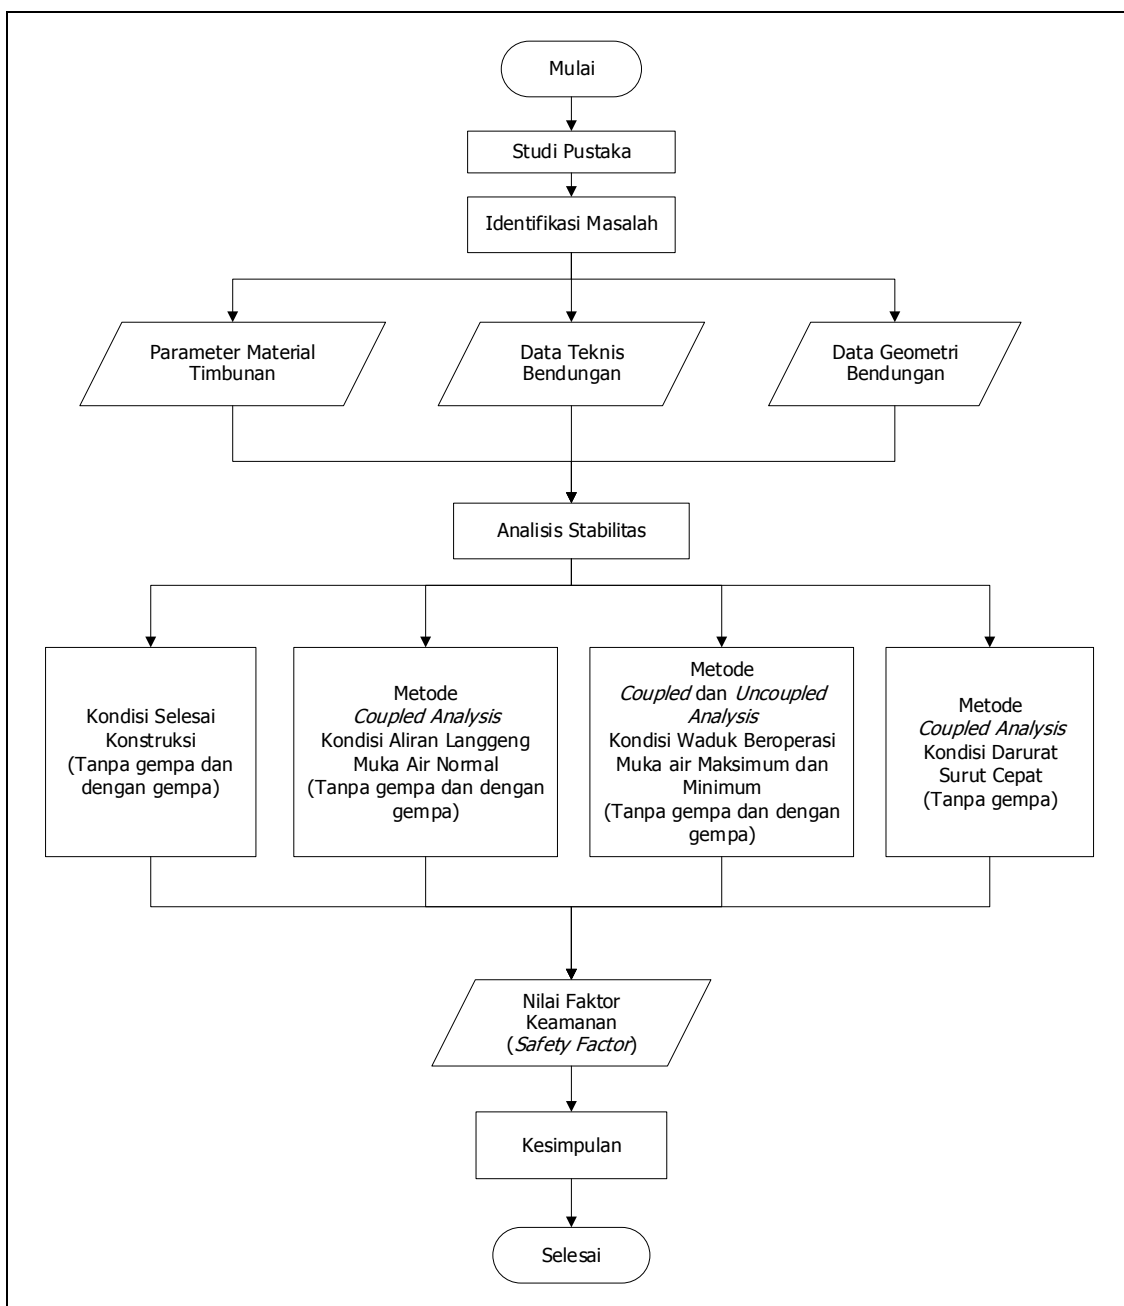 Mulai
Studi Pustaka
Identifikasi Masalah
Parameter Material
Timbunan
Data Teknis
Bendungan
Data Geometri
Bendungan
Analisis Stabilitas
Kondisi Selesai
Konstruksi
(Tanpa gempa dan
dengan gempa)
Metode
Coupled Analysis
Kondisi Aliran Langgeng
Muka Air Normal
(Tanpa gempa dan dengan
gempa)
Metode
Coupled dan Uncoupled
Analysis
Kondisi Waduk Beroperasi
Muka air Maksimum dan
Minimum
(Tanpa gempa dan dengan
gempa)
Metode
Coupled Analysis
Kondisi Darurat
Surut Cepat
(Tanpa gempa)
Nilai Faktor
Keamanan
(Safety Factor)
Kesimpulan
Selesai